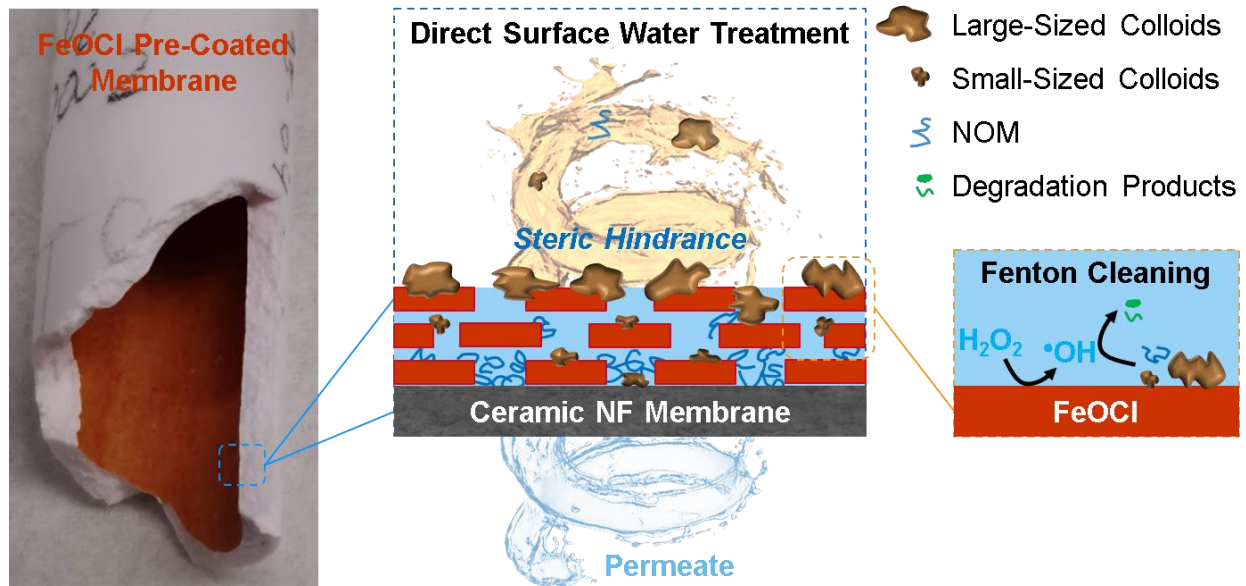 FeOCl Pre-Coated
Membrane
Direct Surface Water Treatment
Steric Hindrance
Ceramic NF Membrane
Permeate
Large-Sized Colloids
Small-Sized Colloids
NOM
Degradation Products
Fenton Cleaning
H₂O₂
•OH
FeOCl